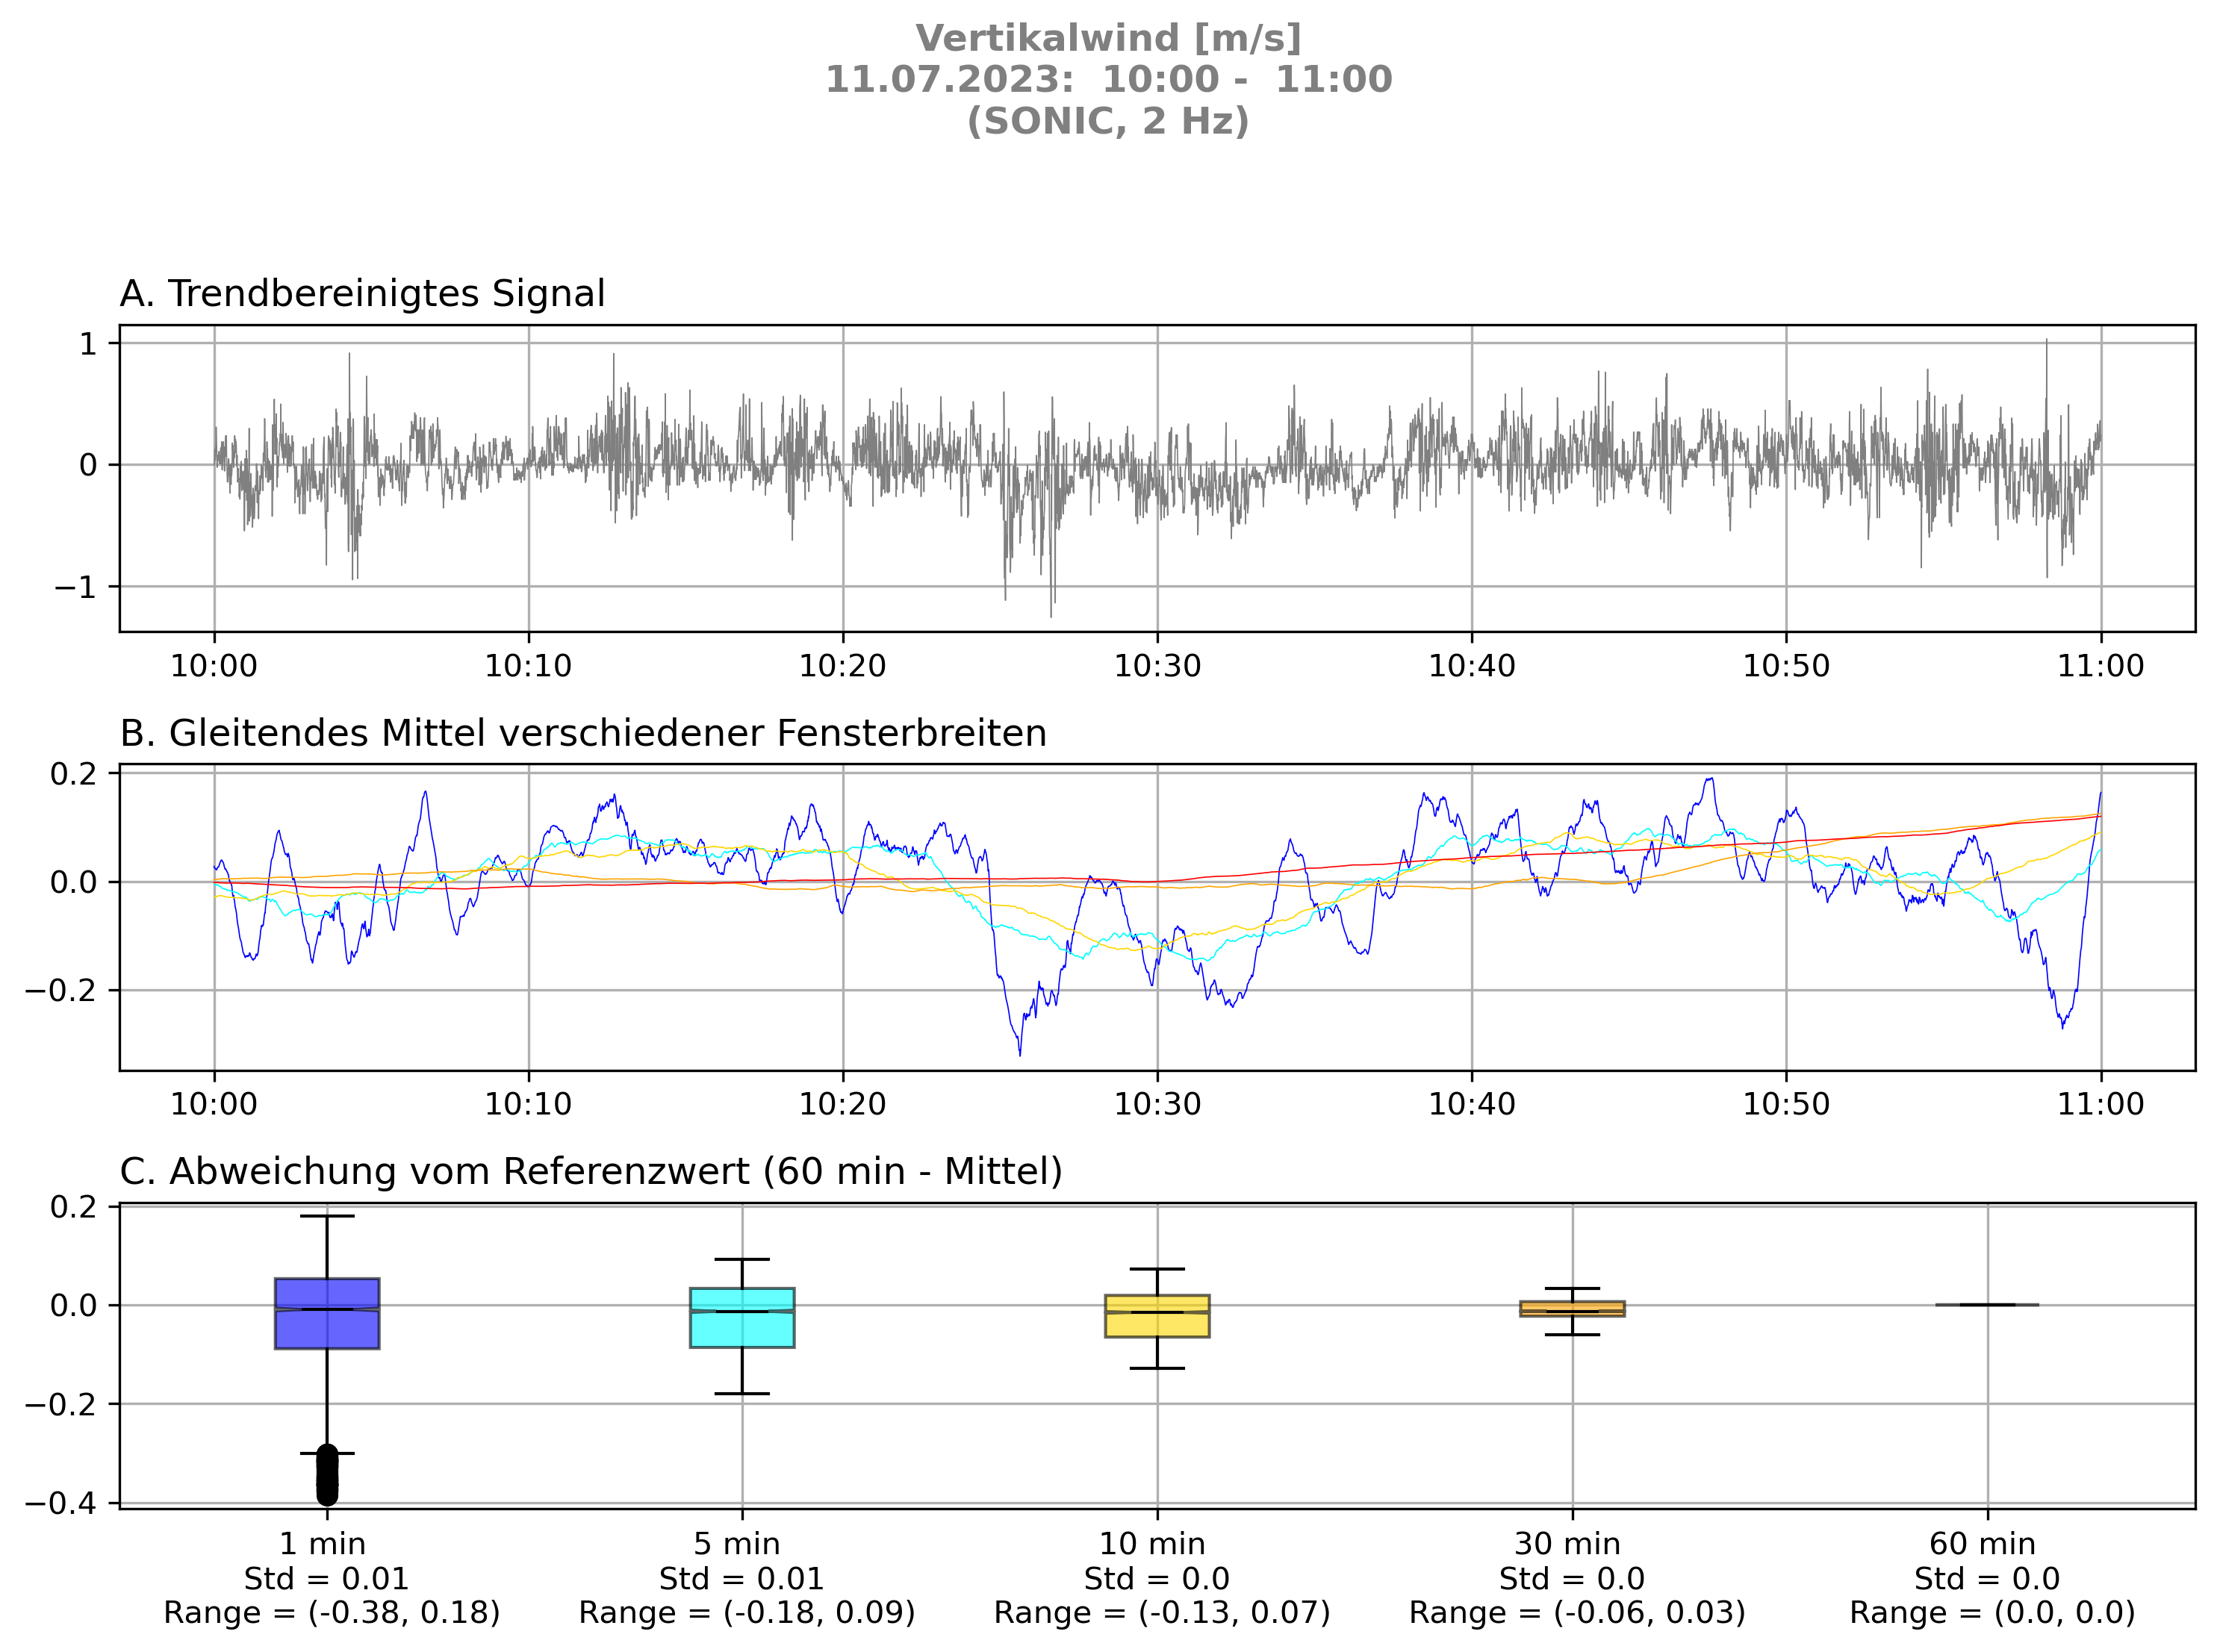 Vertikalwind [m/s]
11.07.2023:  10:00 -  11:00
(SONIC, 2 Hz)
A. Trendbereinigtes Signal
1
0
−1
10:00 10:10 10:20 10:30 10:40 10:50 11:00
B. Gleitendes Mittel verschiedener Fensterbreiten
0.2
0.0
−0.2
10:00 10:10 10:20 10:30 10:40 10:50 11:00
C. Abweichung vom Referenzwert (60 min - Mittel)
0.2
0.0
−0.2
−0.4
1 min 5 min 10 min 30 min 60 min
Std = 0.01 Std = 0.01 Std = 0.0 Std = 0.0 Std = 0.0
Range = (-0.38, 0.18) Range = (-0.18, 0.09) Range = (-0.13, 0.07) Range = (-0.06, 0.03) Range = (0.0, 0.0)